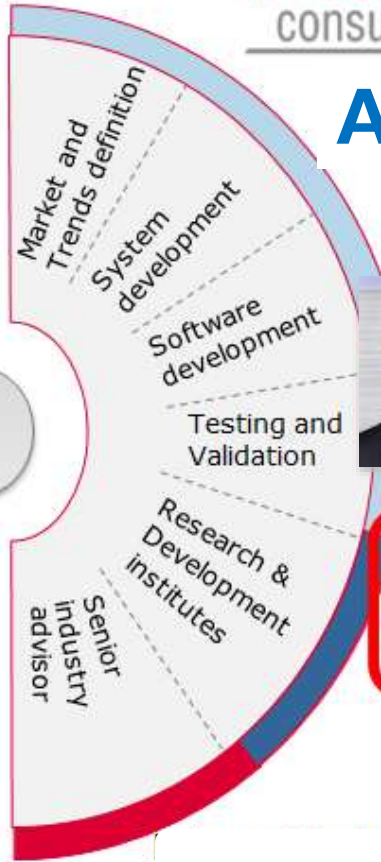 consu
A
Market and
Trends definition
System
development
Software
development
Testing and
Validation
Research &
Development
institutes
Senior
industry
advisor